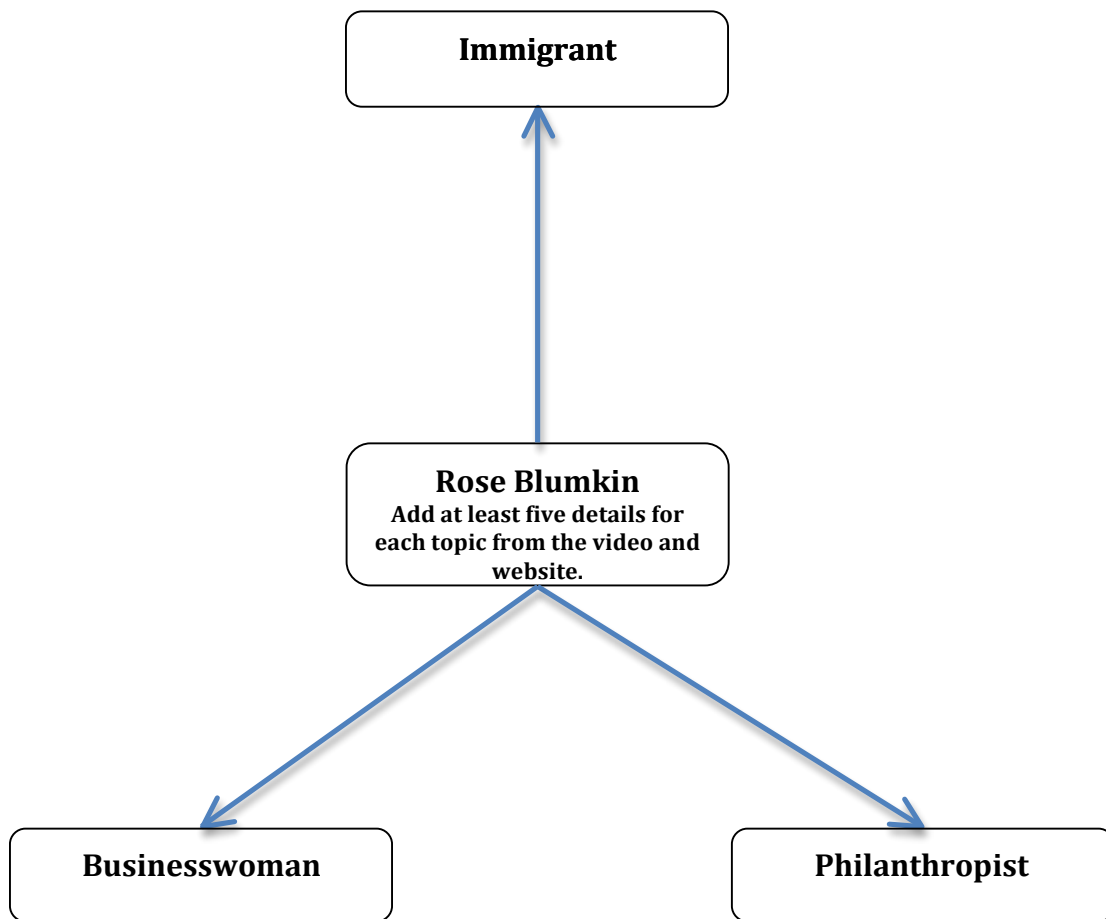 Immigrant
Rose Blumkin
Add at least five details for
each topic from the video and
website.
Businesswoman
Philanthropist